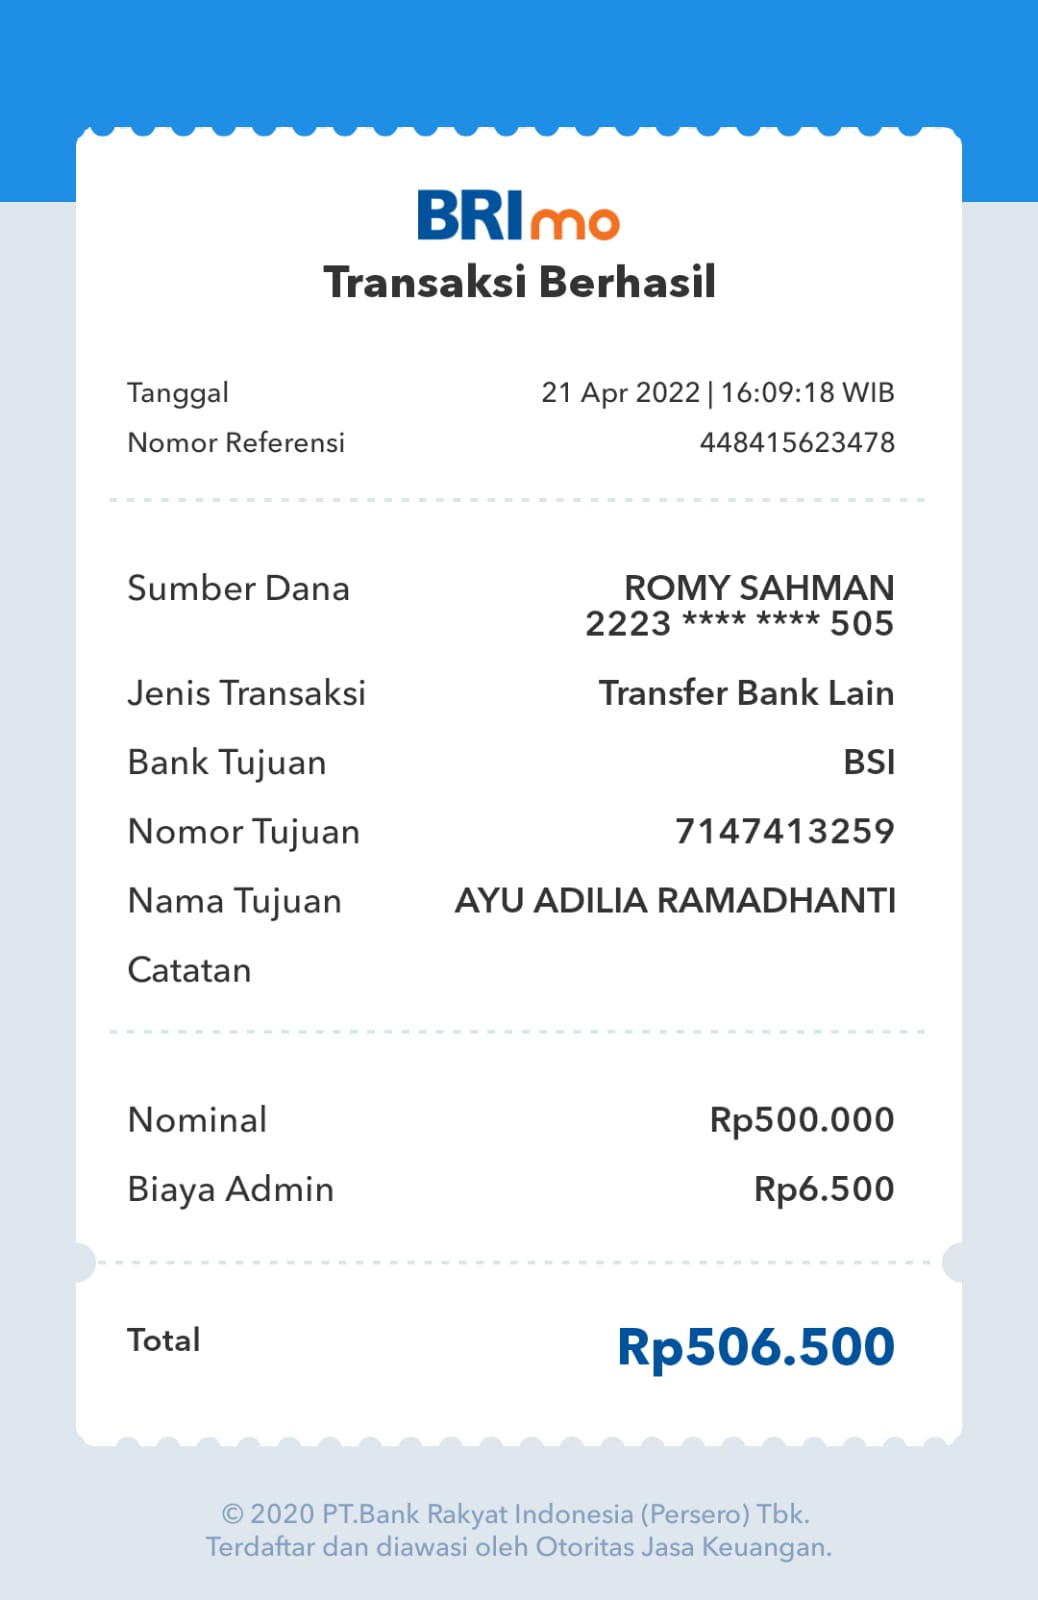 BRImo
Transaksi Berhasil
Tanggal 21 Apr 2022 | 16:09:18 WIB
Nomor Referensi 448415623478
Sumber Dana ROMY SAHMAN
2223 **** **** 505
Jenis Transaksi Transfer Bank Lain
Bank Tujuan BSI
Nomor Tujuan 7147413259
Nama Tujuan AYU ADILIA RAMADHANTI
Catatan
Nominal Rp500.000
Biaya Admin Rp6.500
Total Rp506.500
© 2020 PT.Bank Rakyat Indonesia (Persero) Tbk.
Terdaftar dan diawasi oleh Otoritas Jasa Keuangan.